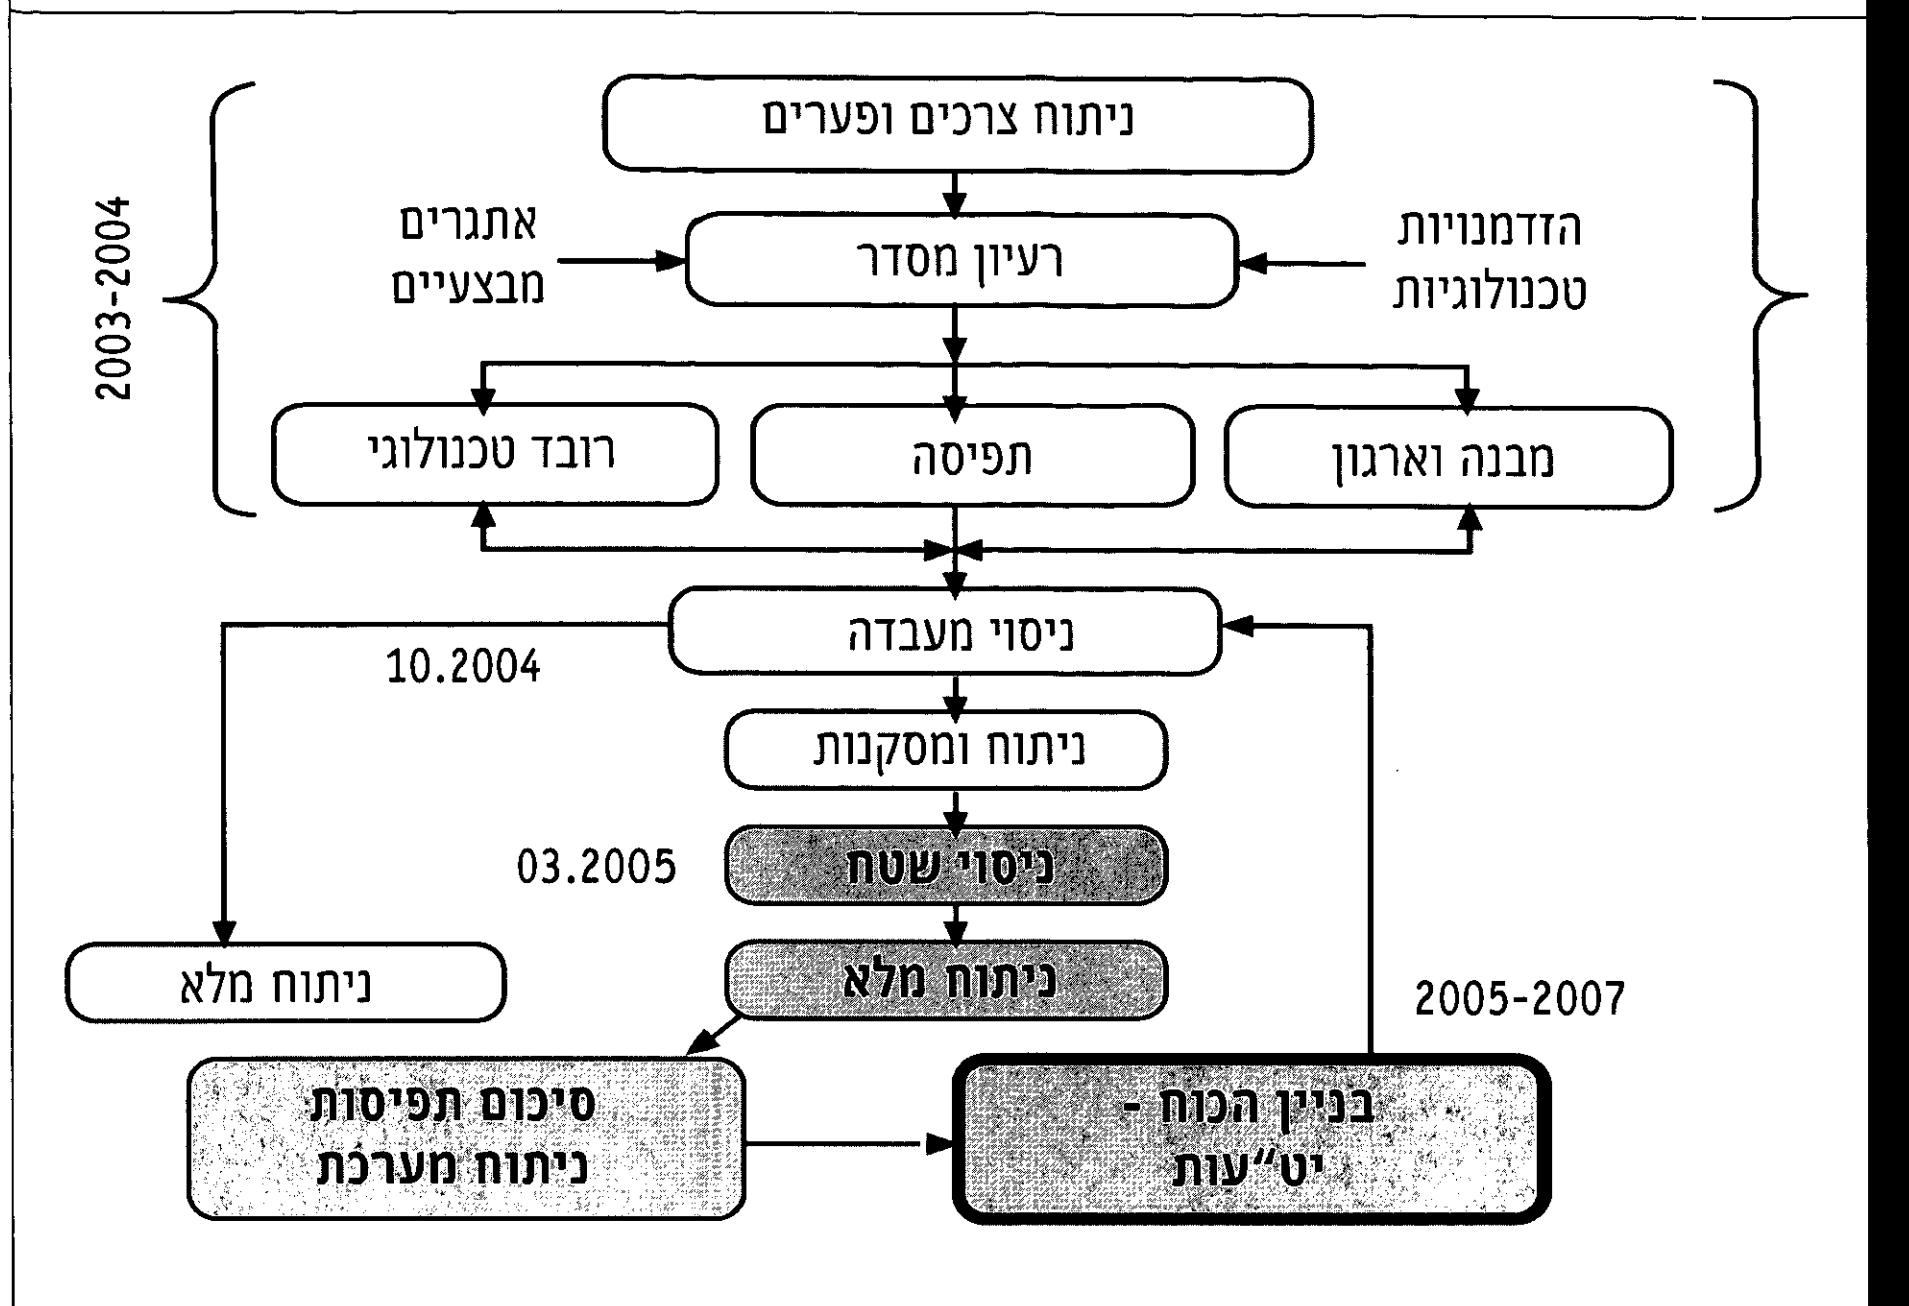 ניתוח צרכים ופערים
2003-2004
הזדמנויות
טכנולוגיות
רעיון מסדר
אתגרים
מבצעיים
מבנה וארגון
תפיסה
רובד טכנולוגי
ניסוי מעבדה
10.2004
ניתוח ומסקנות
ניסוי שטח
03.2005
ניתוח מלא
ניתוח מלא
2005-2007
סיכום תפיסות
ניתוח מערכת
בניין הכוח -
יט"עות